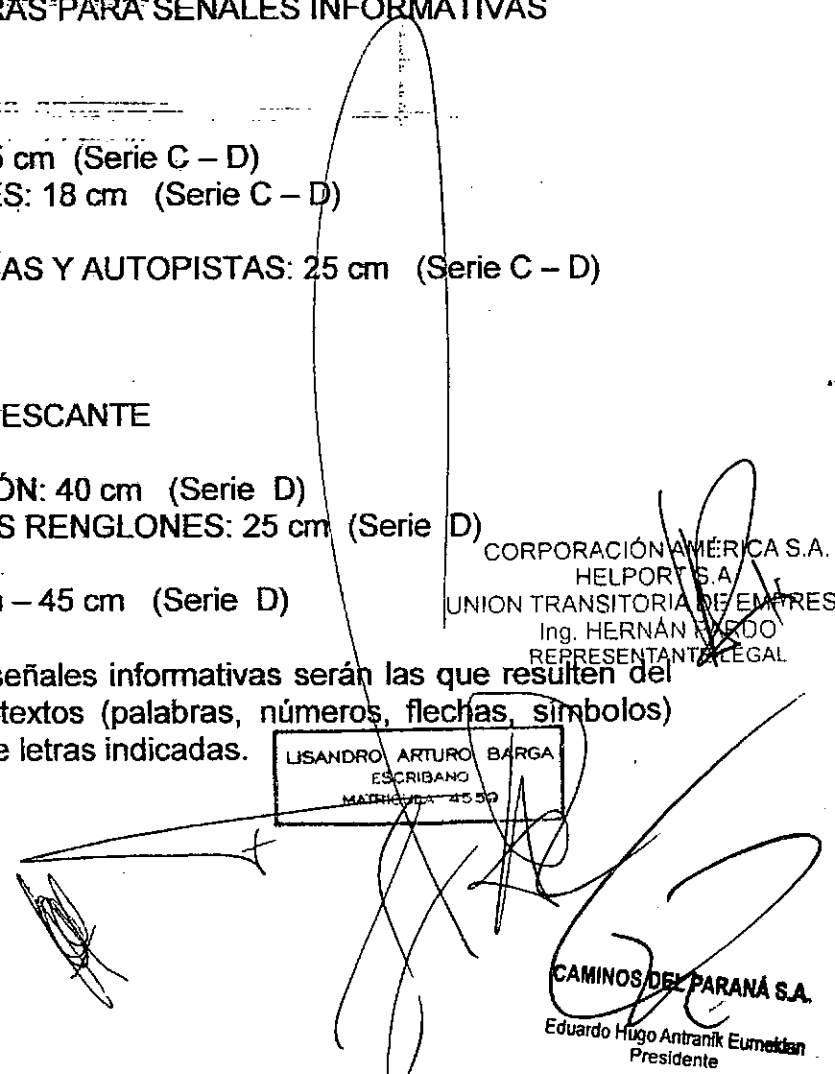 RAS PARA SEÑALES INFORMATIVAS
cm (Serie C – D)
ES: 18 cm (Serie C – D)
AS Y AUTOPISTAS: 25 cm (Serie C – D)
ESCANTE
ÓN: 40 cm (Serie D)
S RENGLONES: 25 cm (Serie D)
– 45 cm (Serie D)
señales informativas serán las que resulten del
textos (palabras, números, flechas, símbolos)
e letras indicadas.
CORPORACIÓN AMÉRICA S.A.
HELPORT S.A.
UNION TRANSITORIA DE EMPRES
Ing. HERNÁN PARDO
REPRESENTANTE LEGAL
LISANDRO ARTURO BARGA
ESCRIBANO
MATRICULA 4559
CAMINOS DEL PARANÁ S.A.
Eduardo Hugo Antranik Eurnekian
Presidente